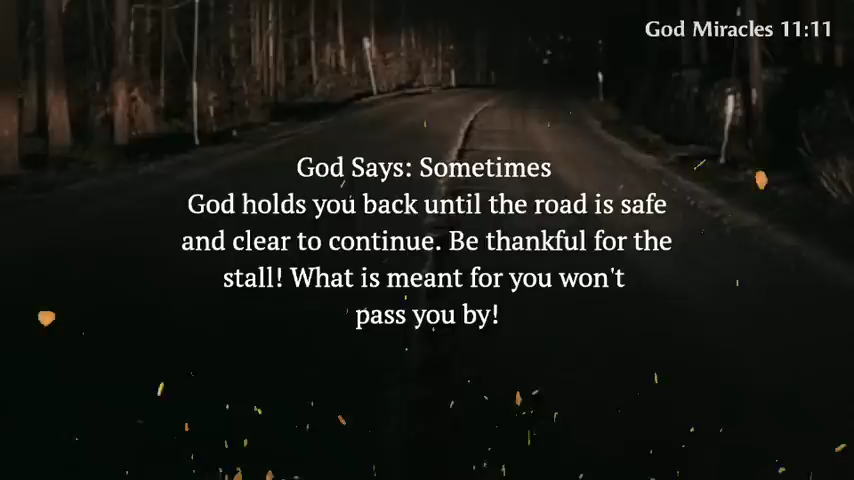 God Miracles 11:11
God Says: Sometimes
God holds you back until the road is safe
and clear to continue. Be thankful for the
stall! What is meant for you won't
pass you by!